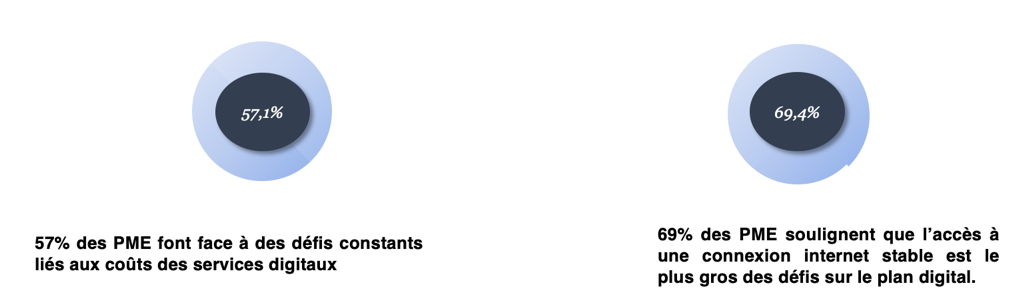 57,1%
69,4%
57% des PME font face à des défis constants
liés aux coûts des services digitaux
69% des PME soulignent que l’accès à
une connexion internet stable est le
plus gros des défis sur le plan digital.